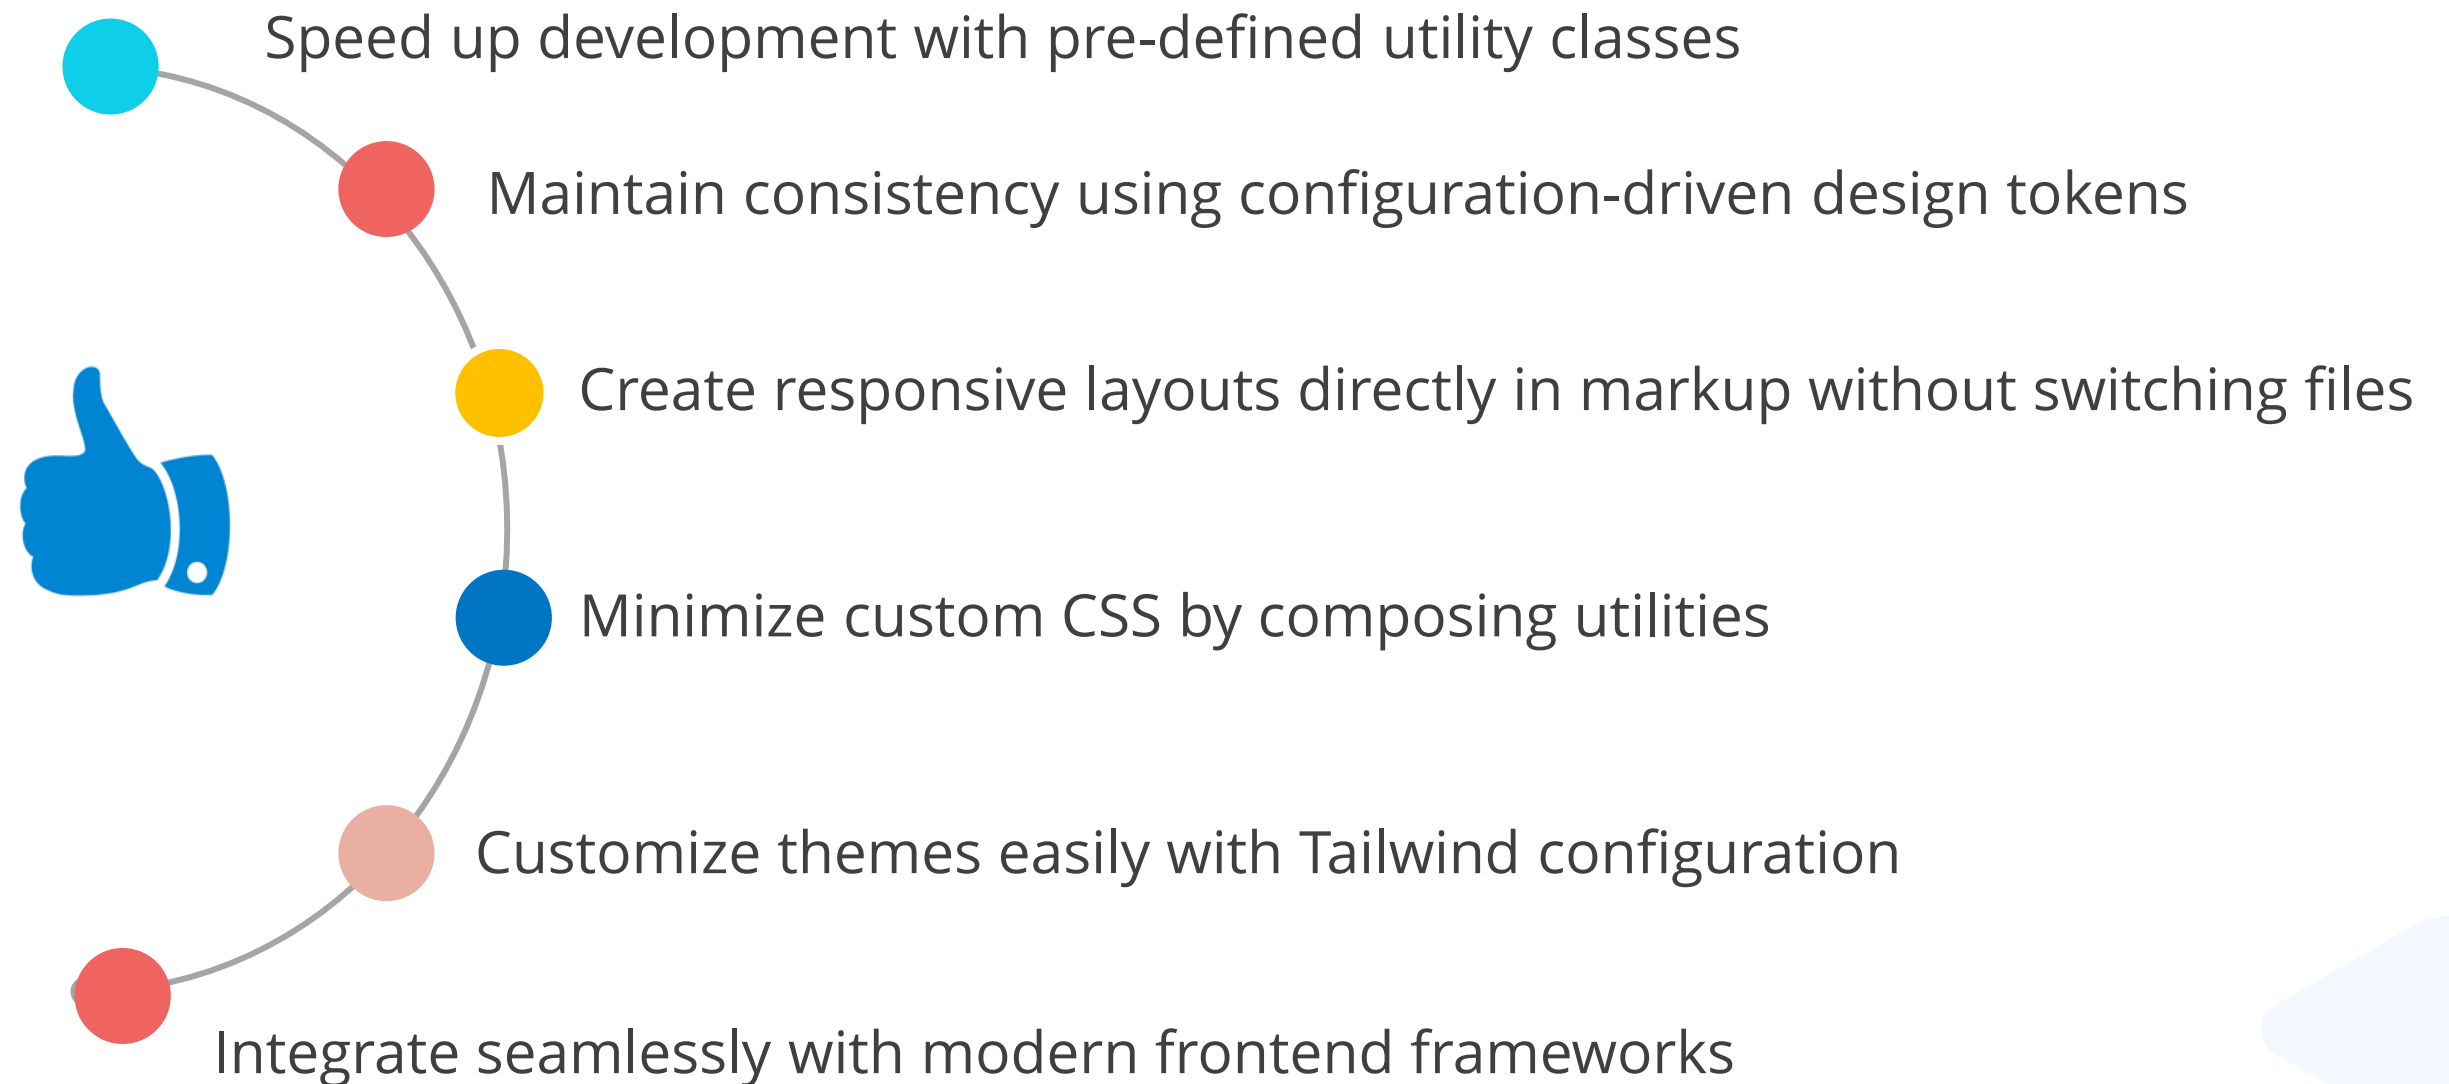 Speed up development with pre-defined utility classes
Maintain consistency using configuration-driven design tokens
Create responsive layouts directly in markup without switching files
Minimize custom CSS by composing utilities
Customize themes easily with Tailwind configuration
Integrate seamlessly with modern frontend frameworks